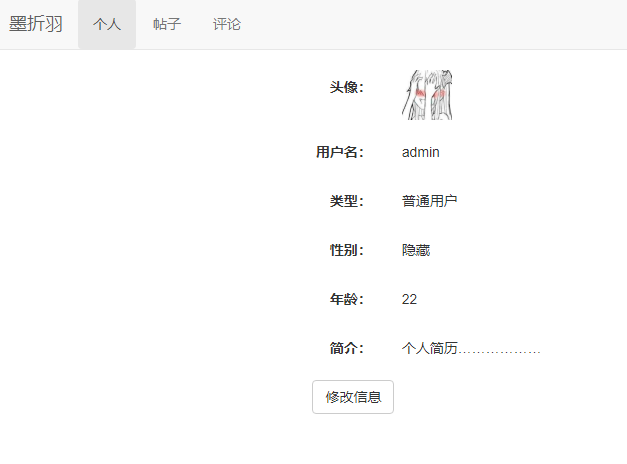 墨折羽 个人 帖子 评论
头像：
用户名： admin
类型： 普通用户
性别： 隐藏
年龄： 22
简介： 个人简历………………
修改信息